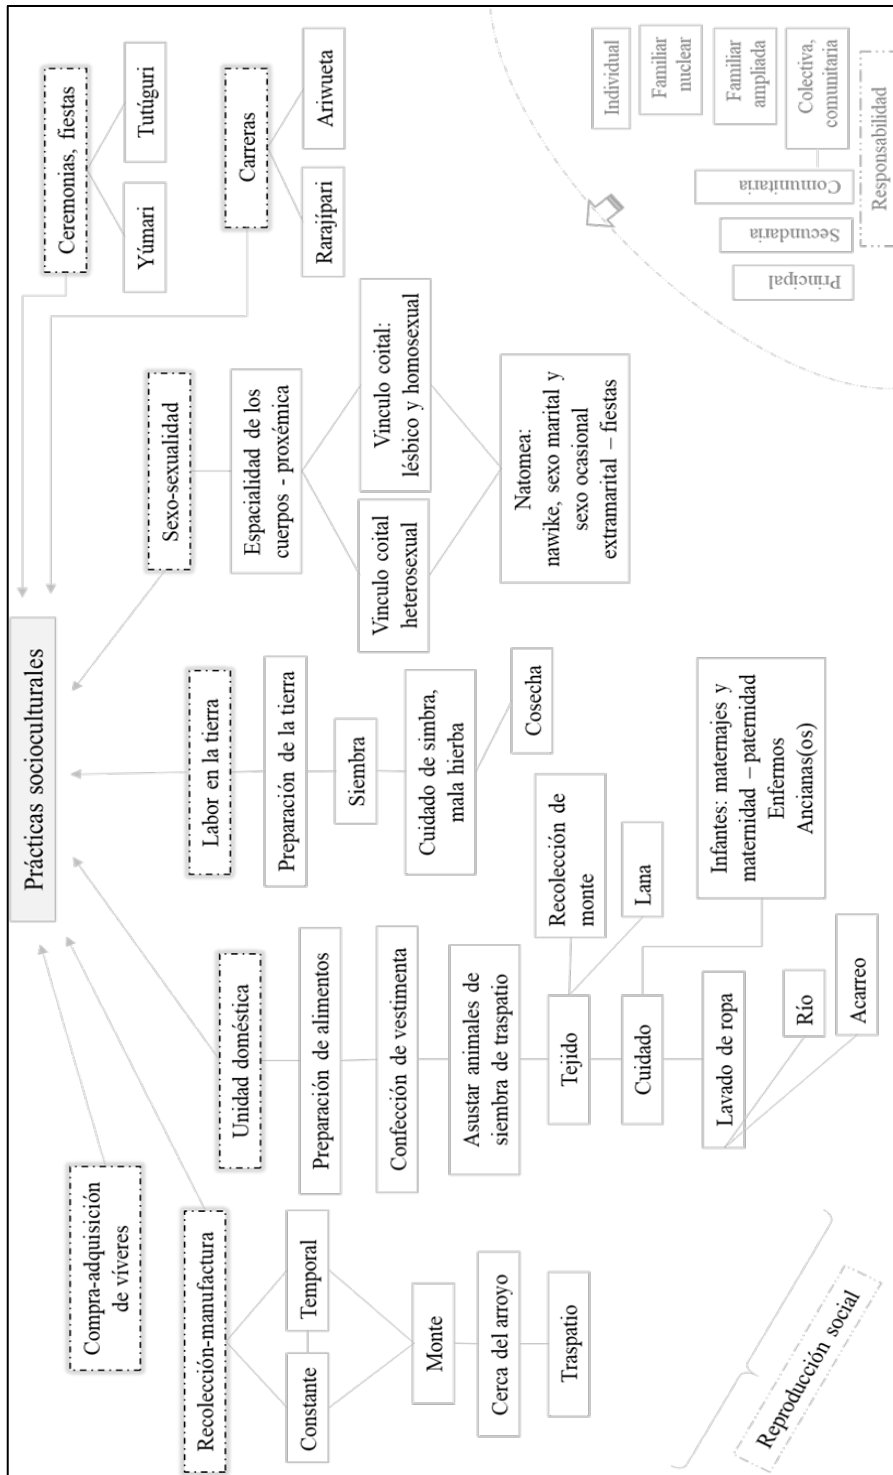 Prácticas socioculturales
Compra-adquisición
de víveres
Recolección-manufactura
Constante
Temporal
Monte
Cerca del arroyo
Traspatio
Unidad doméstica
Preparación de alimentos
Confección de vestimenta
Asustar animales de
siembra de traspatio
Tejido
Recolección de
monte
Lana
Cuidado
Infantes: maternajes y
maternidad – paternidad
Enfermos
Ancianas(os)
Lavado de ropa
Río
Acarreo
Labor en la tierra
Preparación de la tierra
Siembra
Cuidado de simbra,
mala hierba
Cosecha
Sexo-sexualidad
Espacialidad de los
cuerpos - proxémica
Vinculo coital
heterosexual
Vinculo coital:
lésbico y homosexual
Natomea:
nawike, sexo marital y
sexo ocasional
extramarital – fiestas
Ceremonias, fiestas
Yúmari
Tutúguri
Carreras
Rarajípari
Ariwueta
Individual
Familiar
nuclear
Familiar
ampliada
Colectiva,
comunitaria
Principal
Secundaria
Comunitaria
Responsabilidad
Reproducción social